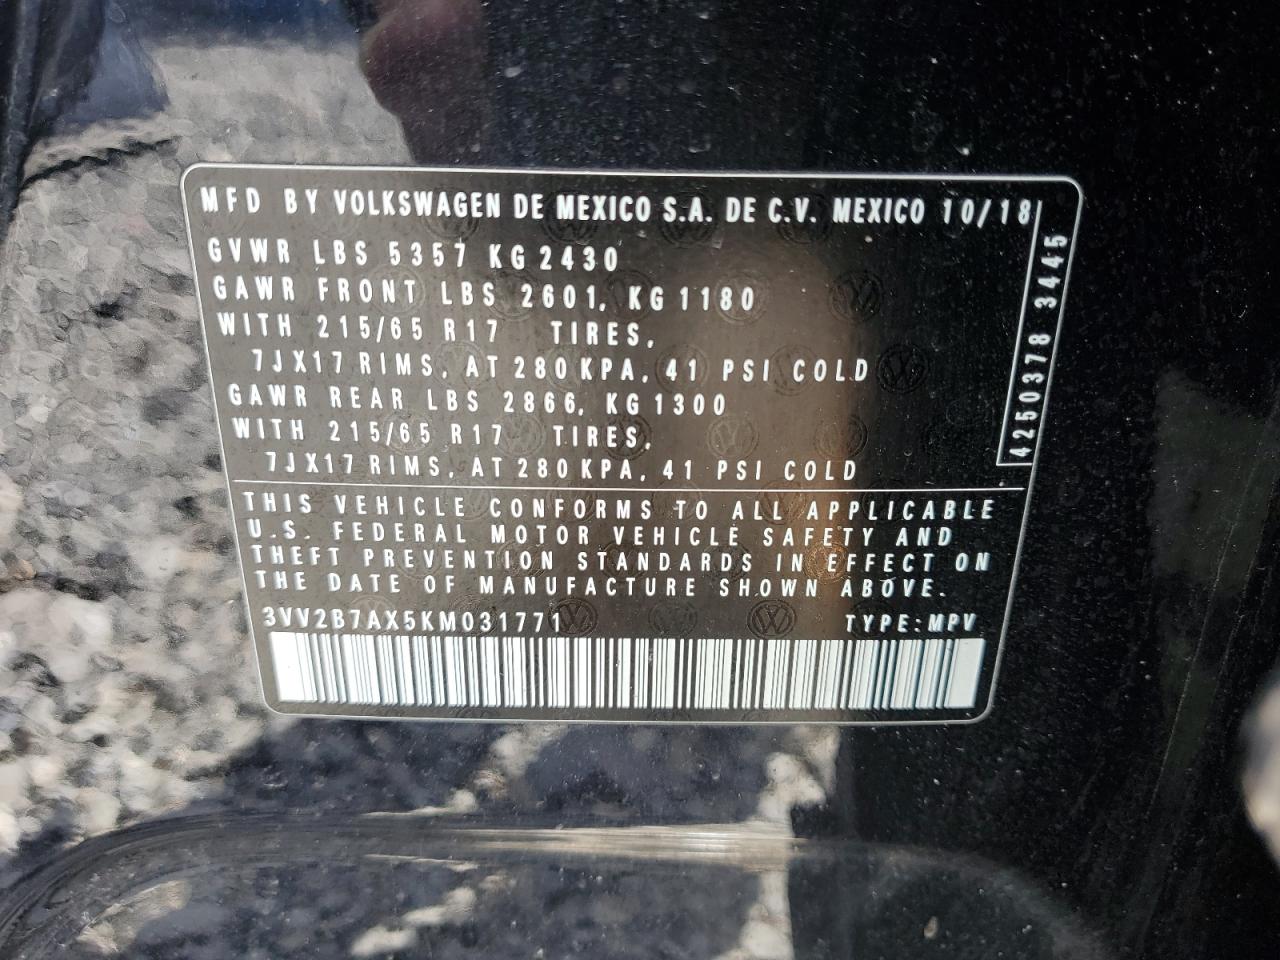 MFD BY VOLKSWAGEN DE MEXICO S.A. DE C.V. MEXICO 10/18
GVWR LBS 5357 KG 2430
GAWR FRONT LBS 2601, KG 1180
WITH 215/65 R17 TIRES,
7JX17 RIMS, AT 280 KPA, 41 PSI COLD
GAWR REAR LBS 2866, KG 1300
WITH 215/65 R17 TIRES,
7JX17 RIMS, AT 280 KPA, 41 PSI COLD
4250378 3445
THIS VEHICLE CONFORMS TO ALL APPLICABLE
U.S. FEDERAL MOTOR VEHICLE SAFETY AND
THEFT PREVENTION STANDARDS IN EFFECT ON
THE DATE OF MANUFACTURE SHOWN ABOVE.
3VV2B7AX5KM031771 TYPE:MPV